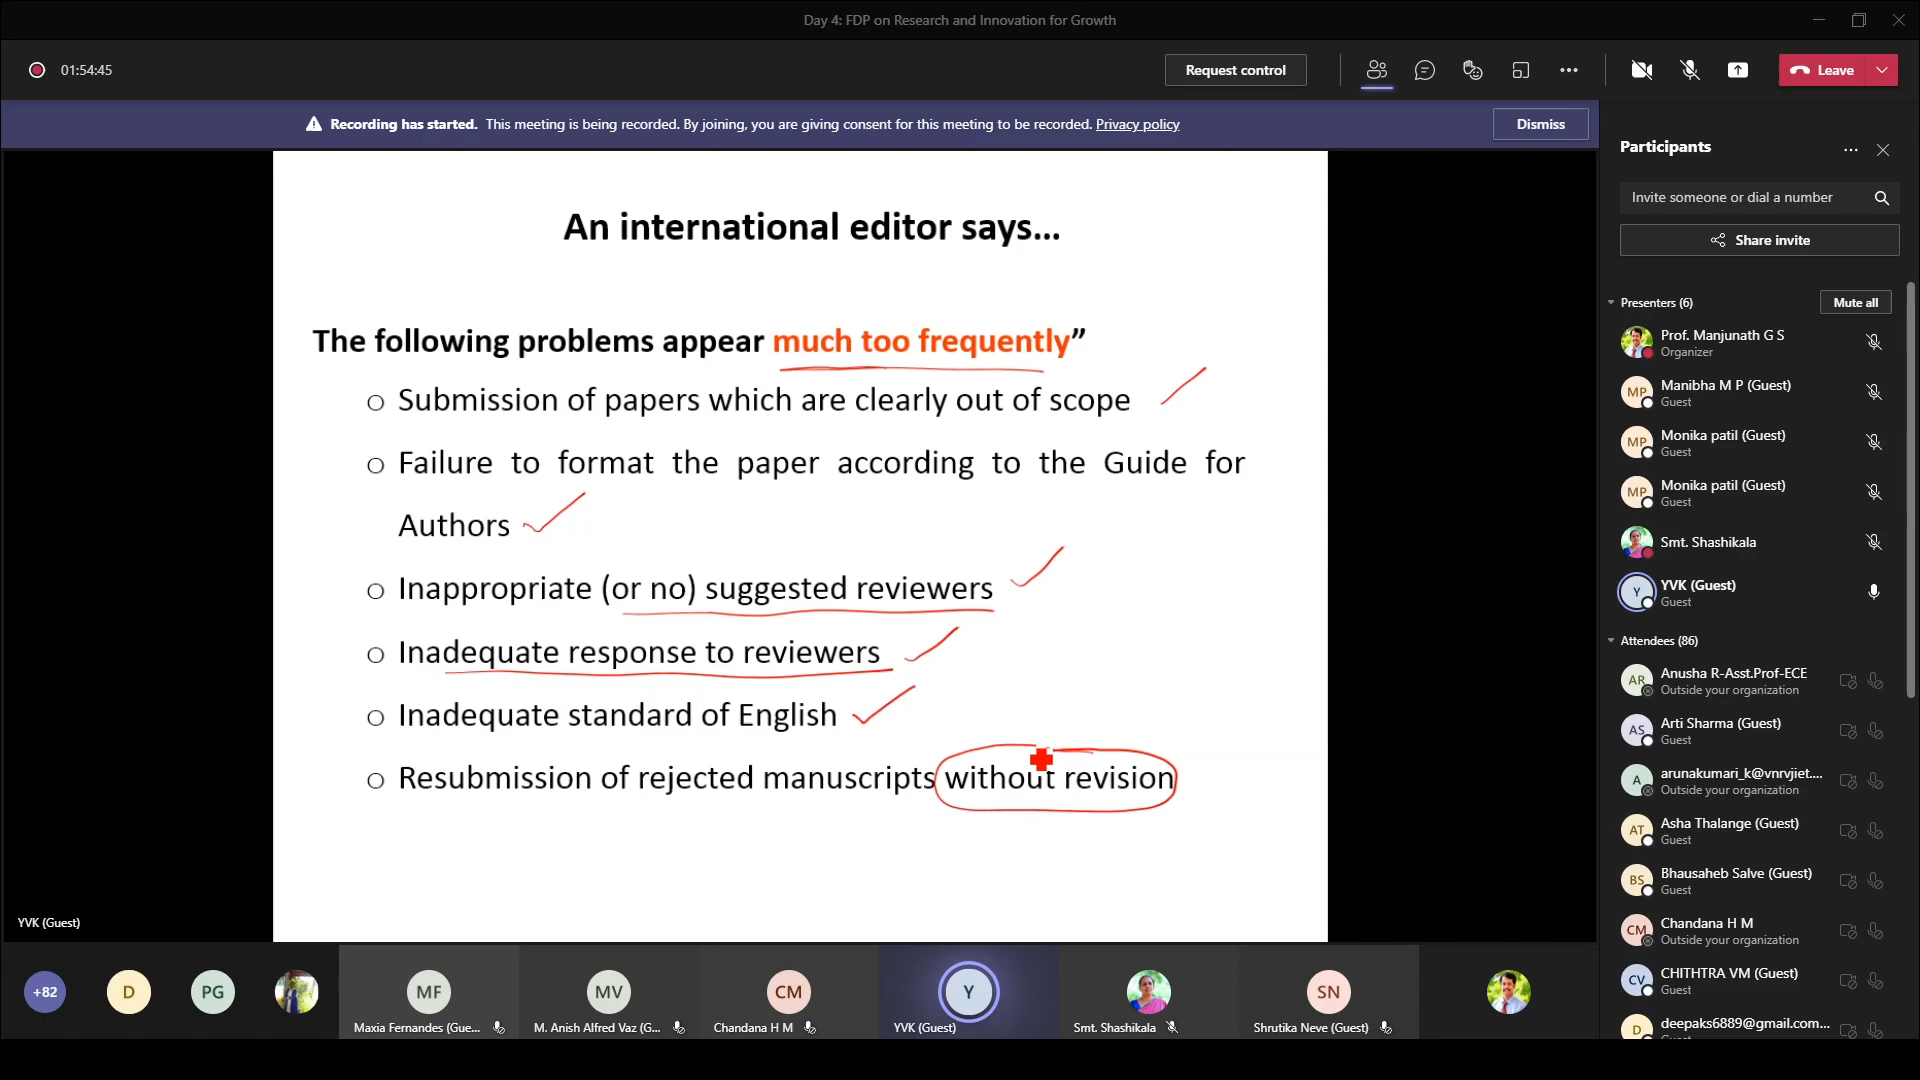 Day 4: FDP on Research and Innovation for Growth
01:54:45
Request control
Leave
Recording has started. This meeting is being recorded. By joining, you are giving consent for this meeting to be recorded. Privacy policy
Dismiss
An international editor says...
The following problems appear much too frequently”
Submission of papers which are clearly out of scope
Failure to format the paper according to the Guide for
Authors
Inappropriate (or no) suggested reviewers
Inadequate response to reviewers
Inadequate standard of English
Resubmission of rejected manuscripts without revision
YVK (Guest)
+82
D
PG
MF
Maxia Fernandes (Gue...
MV
M. Anish Alfred Vaz (G...
CM
Chandana H M
Y
YVK (Guest)
Smt. Shashikala
SN
Shrutika Neve (Guest)
Participants
Invite someone or dial a number
Share invite
Presenters (6)
Mute all
Prof. Manjunath G S
Organizer
MP
Manibha M P (Guest)
Guest
MP
Monika patil (Guest)
Guest
MP
Monika patil (Guest)
Guest
Smt. Shashikala
Y
YVK (Guest)
Guest
Attendees (86)
AR
Anusha R-Asst.Prof-ECE
Outside your organization
AS
Arti Sharma (Guest)
Guest
A
arunakumari_k@vnrvjiet....
Outside your organization
AT
Asha Thalange (Guest)
Guest
BS
Bhausaheb Salve (Guest)
Guest
CM
Chandana H M
Outside your organization
CV
CHITHTRA VM (Guest)
Guest
D
deepaks6889@gmail.com...